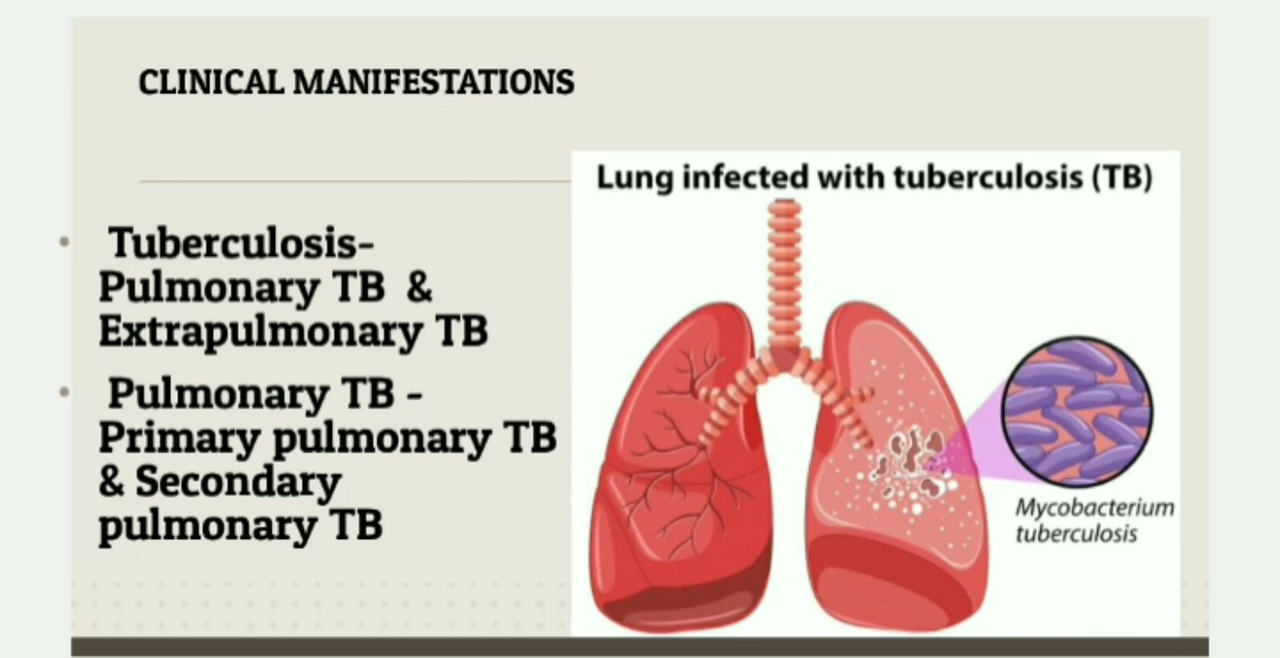 CLINICAL MANIFESTATIONS
Tuberculosis-
Pulmonary TB &
Extrapulmonary TB
Pulmonary TB -
Primary pulmonary TB
& Secondary
pulmonary TB
Lung infected with tuberculosis (TB)
Mycobacterium
tuberculosis